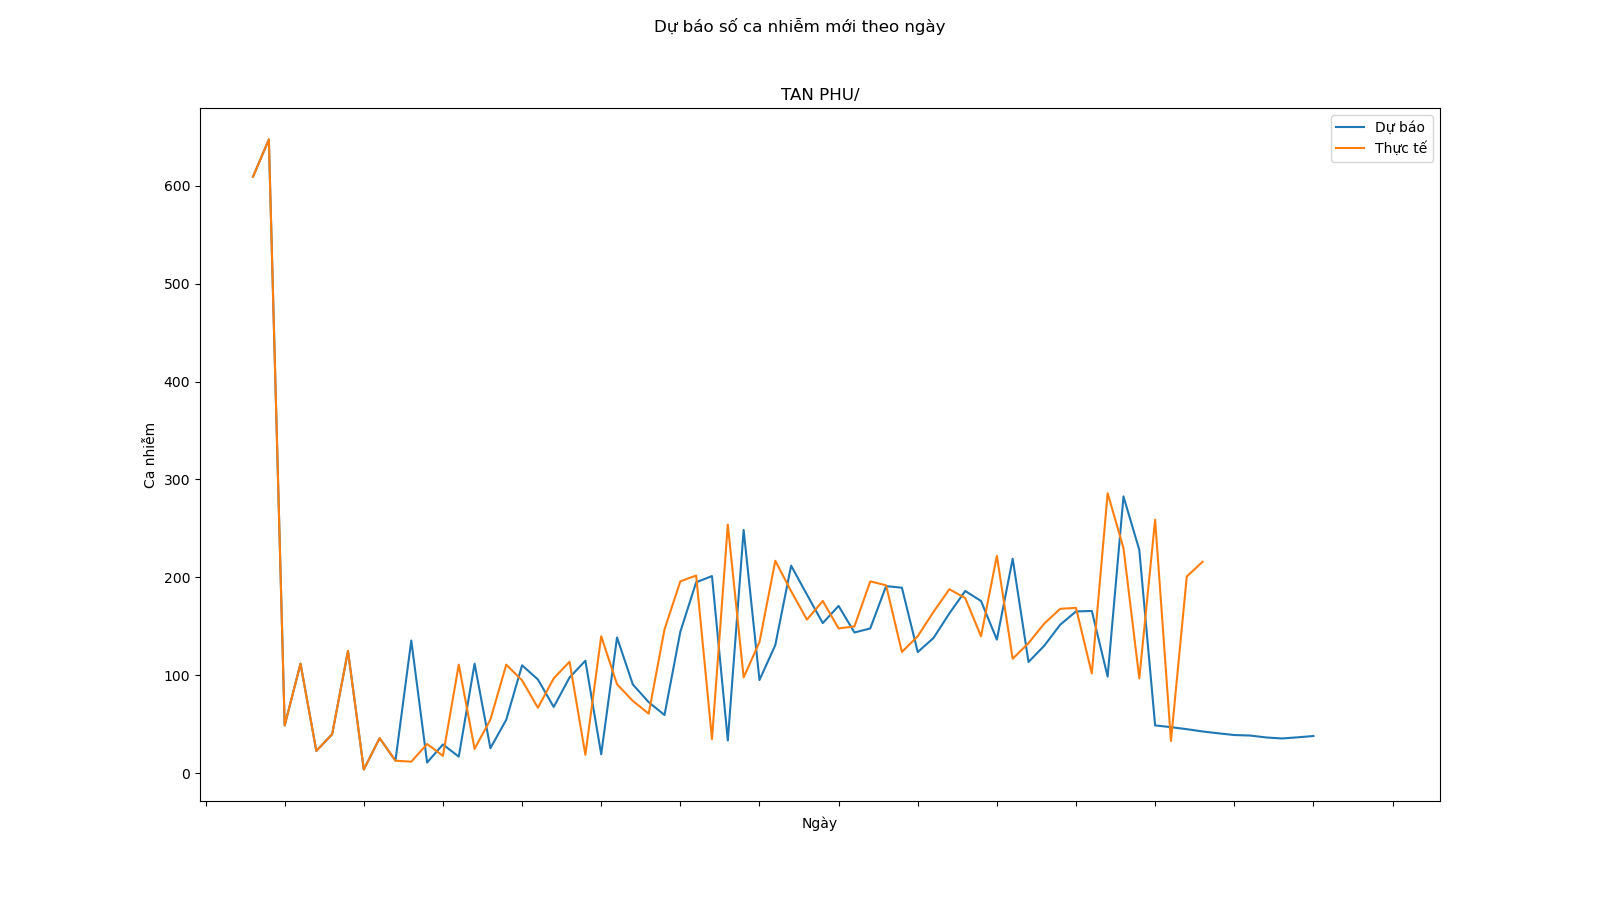 Dự báo số ca nhiễm mới theo ngày
TAN PHU/
Dự báo
Thực tế
600
500
400
300
200
100
0
Ca nhiễm
Ngày